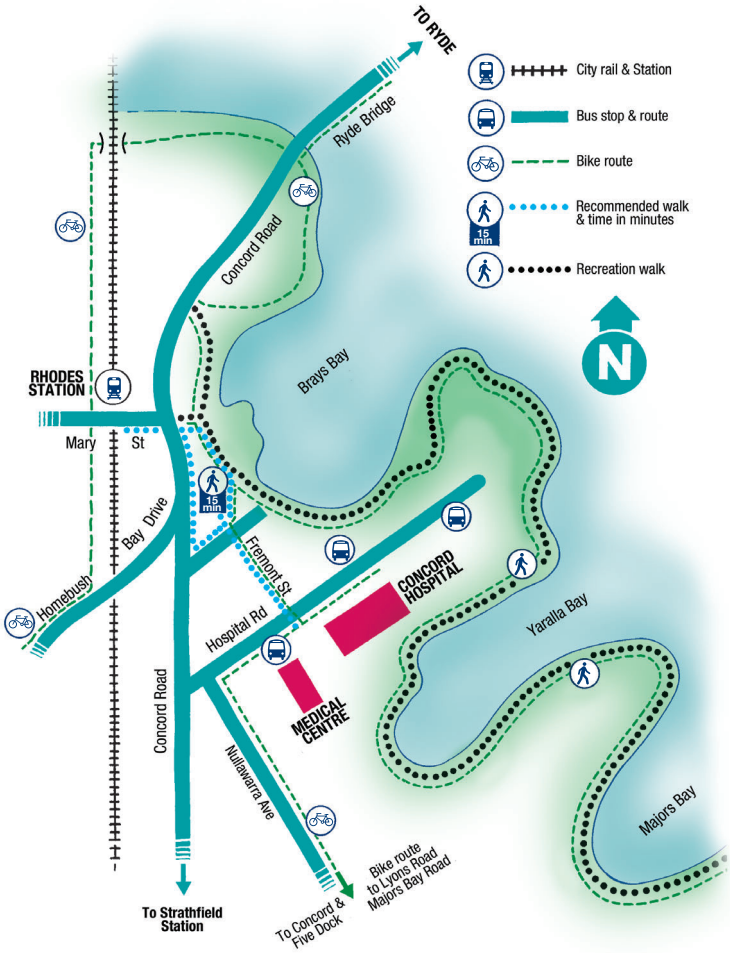 TO RYDE
City rail & Station
Bus stop & route
Bike route
Recommended walk
& time in minutes
15
min
Recreation walk
N
Ryde Bridge
Concord Road
Brays Bay
RHODES
STATION
Mary St
15
min
Homebush Bay Drive
Fremont St
Hospital Rd
CONCORD
HOSPITAL
Yaralla Bay
MEDICAL
CENTRE
Concord Road
Nullawarra Ave
Majors Bay
Bike route
to Lyons Road
Majors Bay Road
To Concord &
Five Dock
To Strathfield
Station